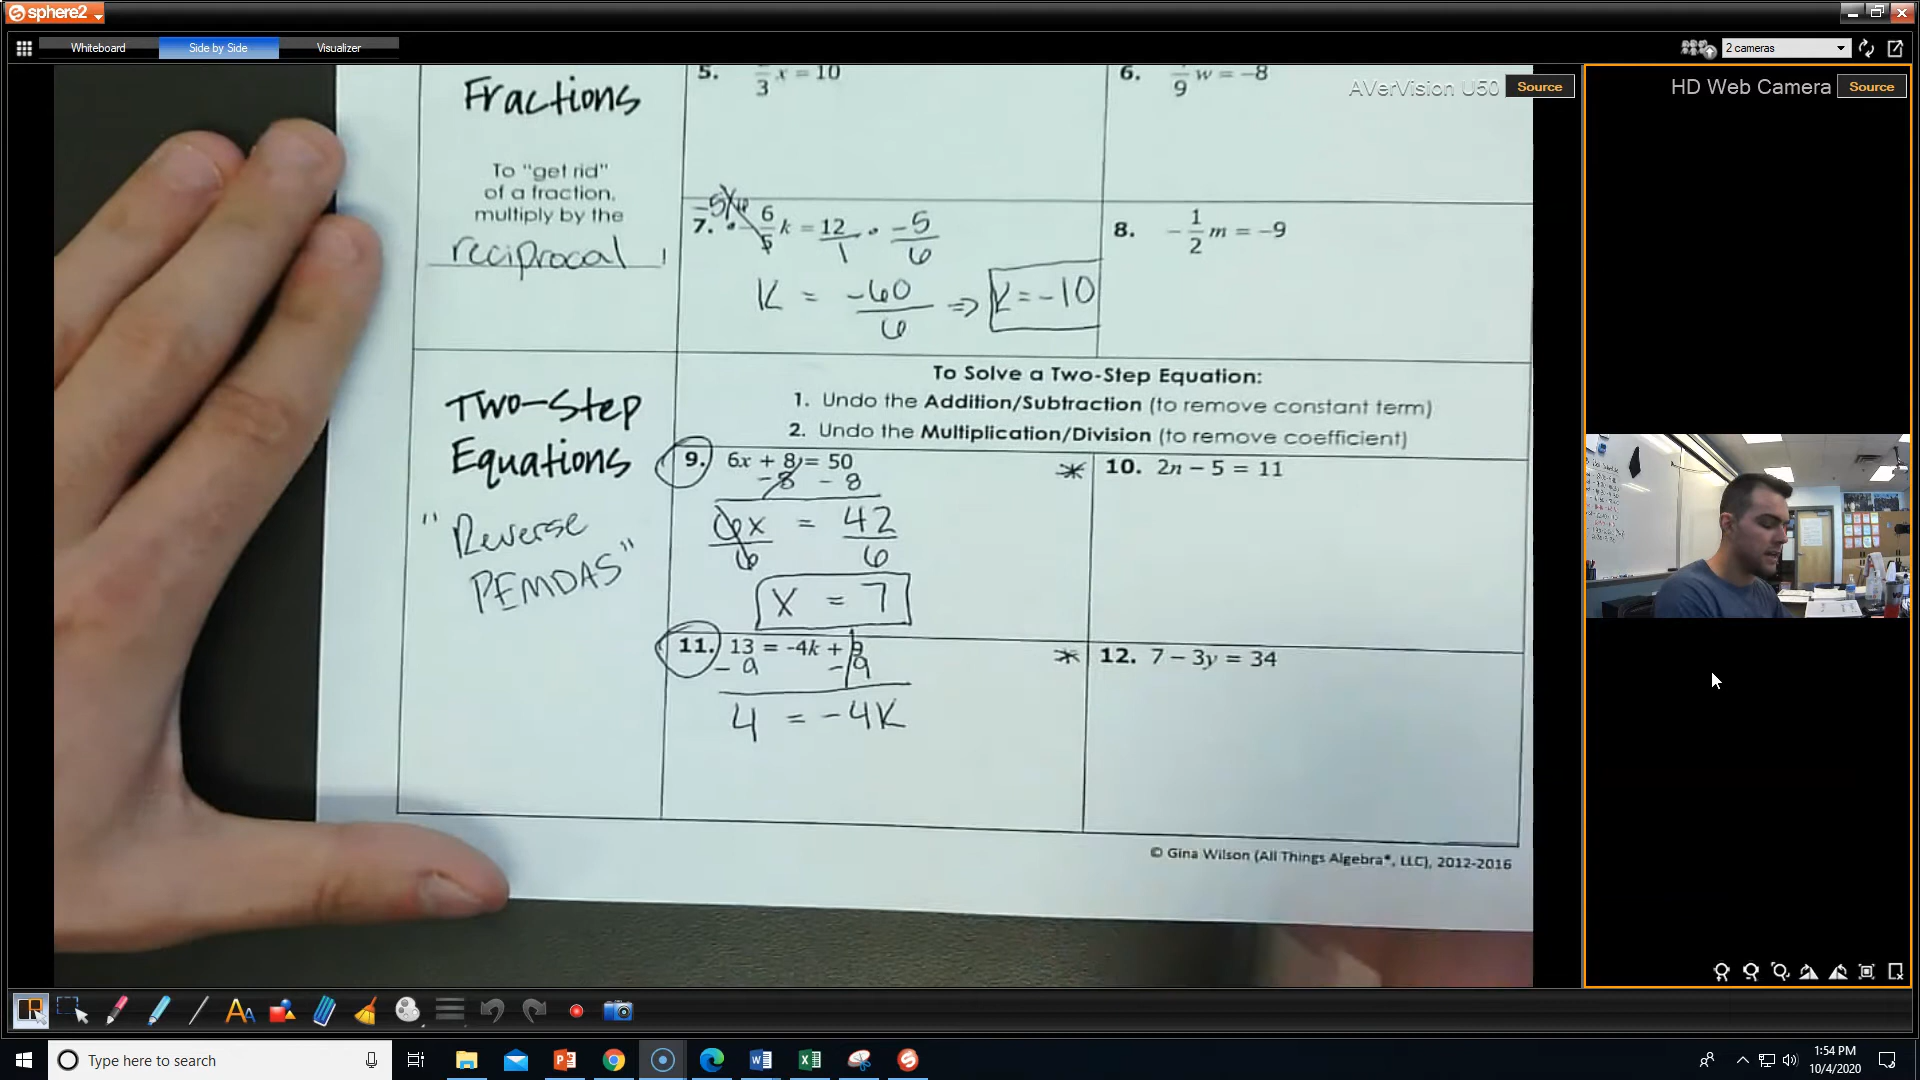 sphere2
Whiteboard
Side by Side
Visualizer
2 cameras
AVerVision U50
Source
HD Web Camera
Source
Fractions
To "get rid"
of a fraction,
multiply by the
reciprocal !
5. /3 x = 10
6. /9 w = -8
-5/6
7. · 6/5 k = 12/1 · -5/6
K = -60/6 ⇒ K = -10
8. -1/2 m = -9
Two-Step
Equations
"Reverse
PEMDAS"
To Solve a Two-Step Equation:
1. Undo the Addition/Subtraction (to remove constant term)
2. Undo the Multiplication/Division (to remove coefficient)
9. 6x + 8 = 50
-8 -8
6x = 42
6 6
X = 7
* 10. 2n - 5 = 11
11. 13 = -4k + 9
-9 -9
4 = -4K
* 12. 7 - 3y = 34
© Gina Wilson (All Things Algebra®, LLC), 2012-2016
Type here to search
1:54 PM
10/4/2020